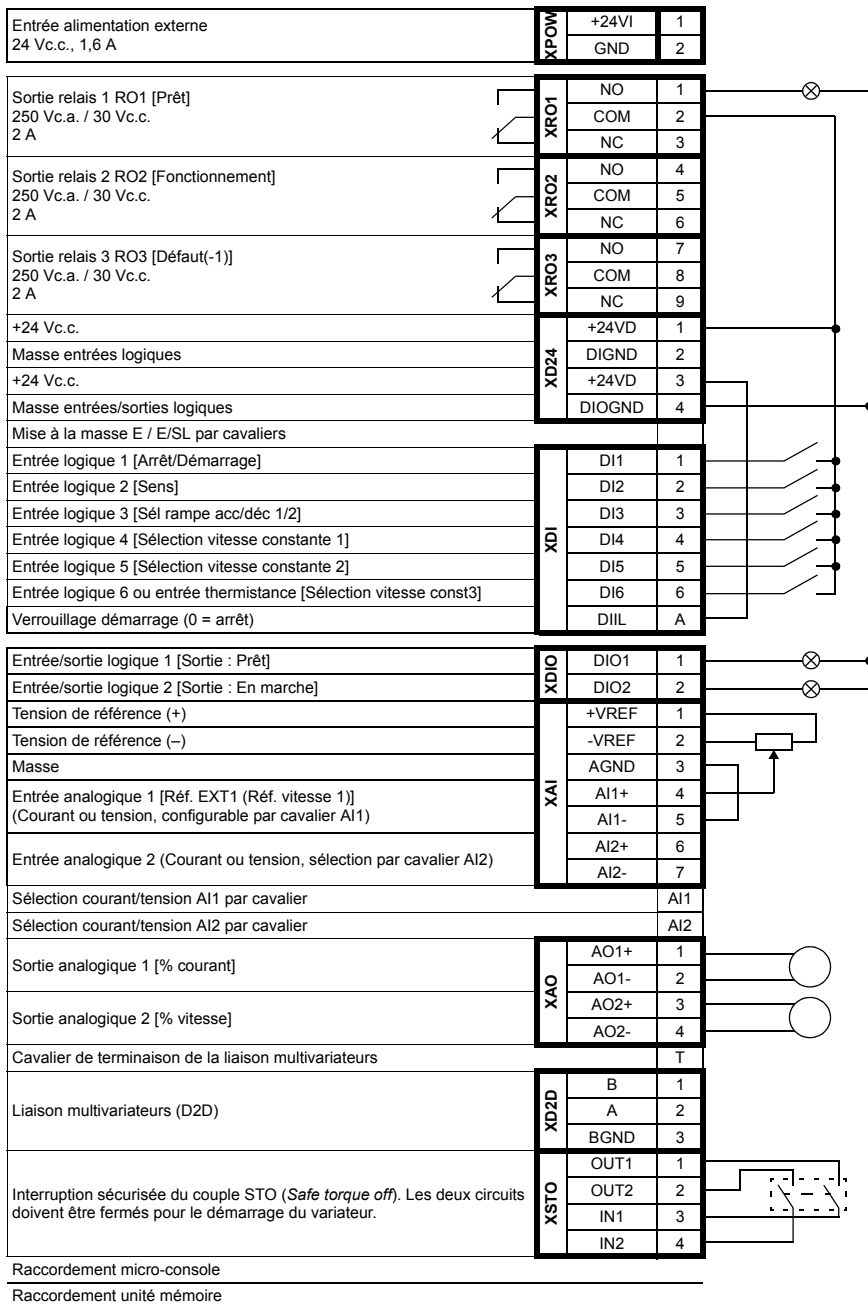 Entrée alimentation externe
24 Vc.c., 1,6 A
XPOW
+24VI 1
GND 2
Sortie relais 1 RO1 [Prêt]
250 Vc.a. / 30 Vc.c.
2 A
XRO1
NO 1
COM 2
NC 3
Sortie relais 2 RO2 [Fonctionnement]
250 Vc.a. / 30 Vc.c.
2 A
XRO2
NO 4
COM 5
NC 6
Sortie relais 3 RO3 [Défaut(-1)]
250 Vc.a. / 30 Vc.c.
2 A
XRO3
NO 7
COM 8
NC 9
XD24
+24 Vc.c. +24VD 1
Masse entrées logiques DIGND 2
+24 Vc.c. +24VD 3
Masse entrées/sorties logiques DIOGND 4
Mise à la masse E / E/SL par cavaliers
XDI
Entrée logique 1 [Arrêt/Démarrage] DI1 1
Entrée logique 2 [Sens] DI2 2
Entrée logique 3 [Sél rampe acc/déc 1/2] DI3 3
Entrée logique 4 [Sélection vitesse constante 1] DI4 4
Entrée logique 5 [Sélection vitesse constante 2] DI5 5
Entrée logique 6 ou entrée thermistance [Sélection vitesse const3] DI6 6
Verrouillage démarrage (0 = arrêt) DIIL A
XDIO
Entrée/sortie logique 1 [Sortie : Prêt] DIO1 1
Entrée/sortie logique 2 [Sortie : En marche] DIO2 2
XAI
Tension de référence (+) +VREF 1
Tension de référence (–) -VREF 2
Masse AGND 3
Entrée analogique 1 [Réf. EXT1 (Réf. vitesse 1)]
(Courant ou tension, configurable par cavalier AI1)
AI1+ 4
AI1- 5
Entrée analogique 2 (Courant ou tension, sélection par cavalier AI2)
AI2+ 6
AI2- 7
Sélection courant/tension AI1 par cavalier AI1
Sélection courant/tension AI2 par cavalier AI2
Sortie analogique 1 [% courant]
XAO
AO1+ 1
AO1- 2
Sortie analogique 2 [% vitesse]
AO2+ 3
AO2- 4
Cavalier de terminaison de la liaison multivariateurs T
Liaison multivariateurs (D2D)
XD2D
B 1
A 2
BGND 3
Interruption sécurisée du couple STO (Safe torque off). Les deux circuits
doivent être fermés pour le démarrage du variateur.
XSTO
OUT1 1
OUT2 2
IN1 3
IN2 4
Raccordement micro-console
Raccordement unité mémoire